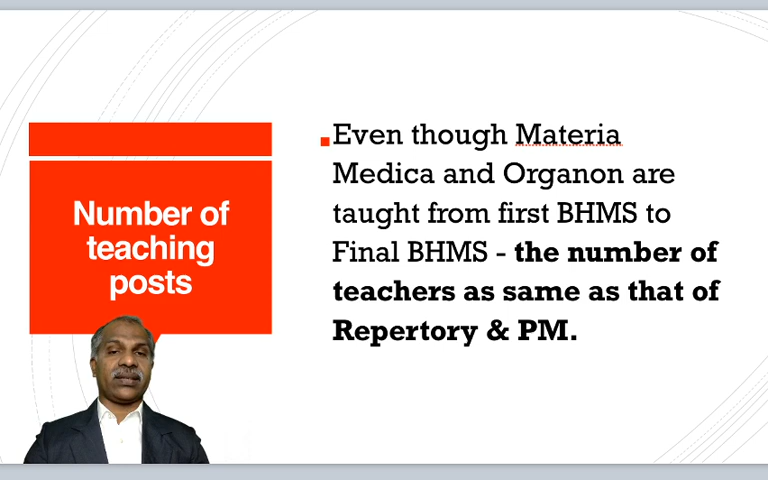 Number of
teaching
posts
Even though Materia
Medica and Organon are
taught from first BHMS to
Final BHMS - the number of
teachers as same as that of
Repertory & PM.